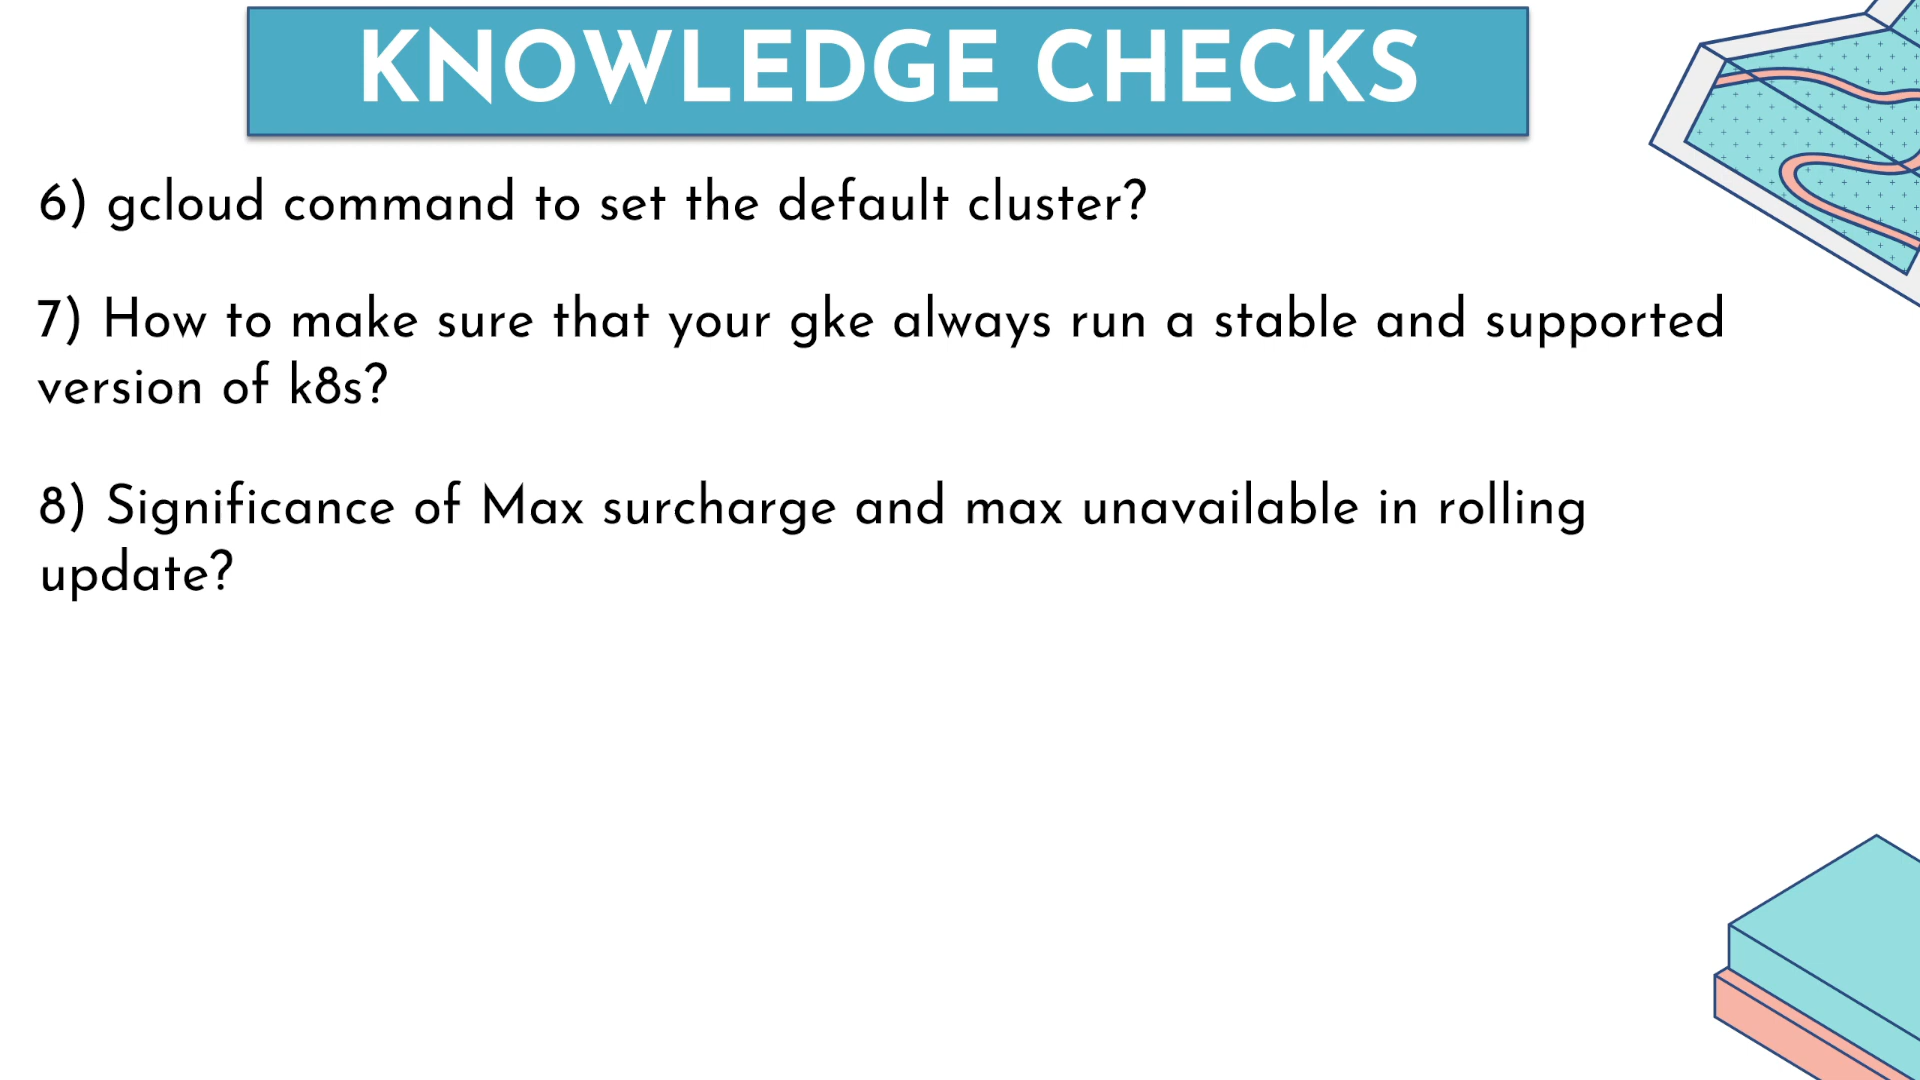 KNOWLEDGE CHECKS
6) gcloud command to set the default cluster?
7) How to make sure that your gke always run a stable and supported
version of k8s?
8) Significance of Max surcharge and max unavailable in rolling
update?